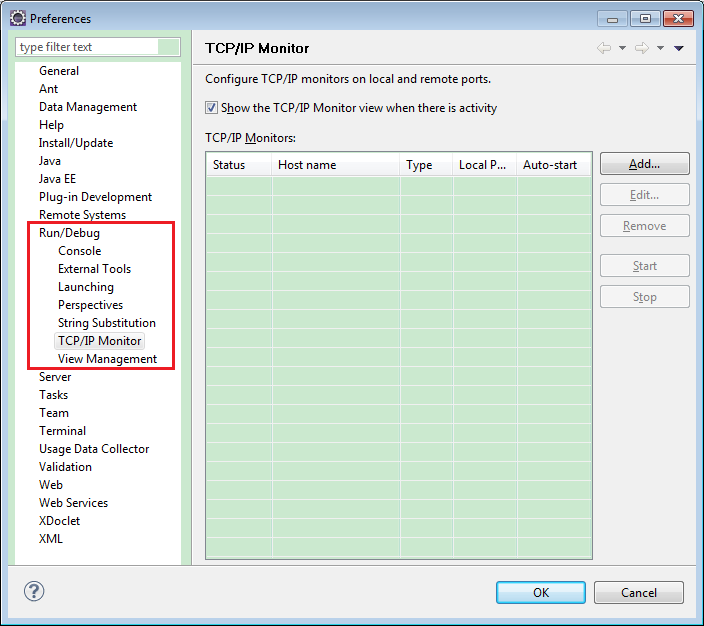 Preferences
type filter text
General
Ant
Data Management
Help
Install/Update
Java
Java EE
Plug-in Development
Remote Systems
Run/Debug
Console
External Tools
Launching
Perspectives
String Substitution
TCP/IP Monitor
View Management
Server
Tasks
Team
Terminal
Usage Data Collector
Validation
Web
Web Services
XDoclet
XML
TCP/IP Monitor
Configure TCP/IP monitors on local and remote ports.
Show the TCP/IP Monitor view when there is activity
TCP/IP Monitors:
Status Host name Type Local P... Auto-start
Add...
Edit...
Remove
Start
Stop
?
OK Cancel